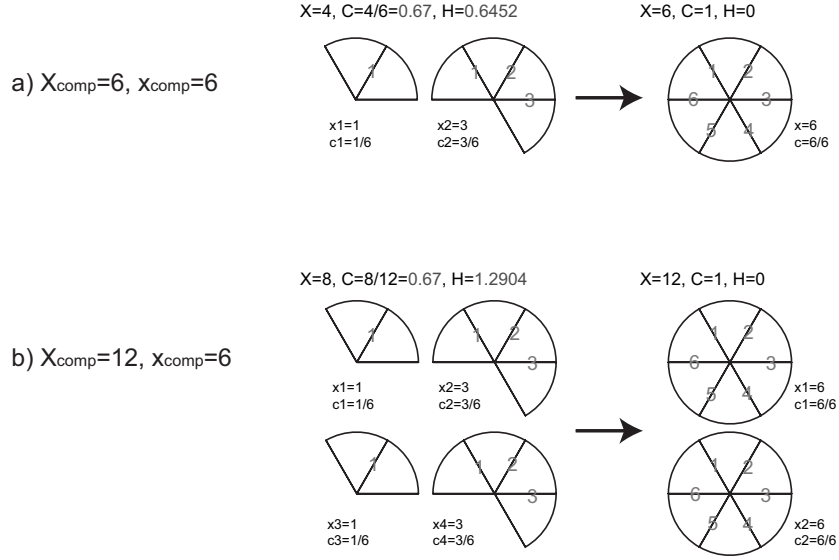 X=4, C=4/6=0.67, H=0.6452
X=6, C=1, H=0
a) Xcomp=6, xcomp=6
1
1
2
3
1
2
3
4
5
6
x1=1
c1=1/6
x2=3
c2=3/6
x=6
c=6/6
X=8, C=8/12=0.67, H=1.2904
X=12, C=1, H=0
b) Xcomp=12, xcomp=6
1
1
2
3
1
2
3
4
5
6
x1=1
c1=1/6
x2=3
c2=3/6
x1=6
c1=6/6
1
1
2
3
1
2
3
4
5
6
x3=1
c3=1/6
x4=3
c4=3/6
x2=6
c2=6/6